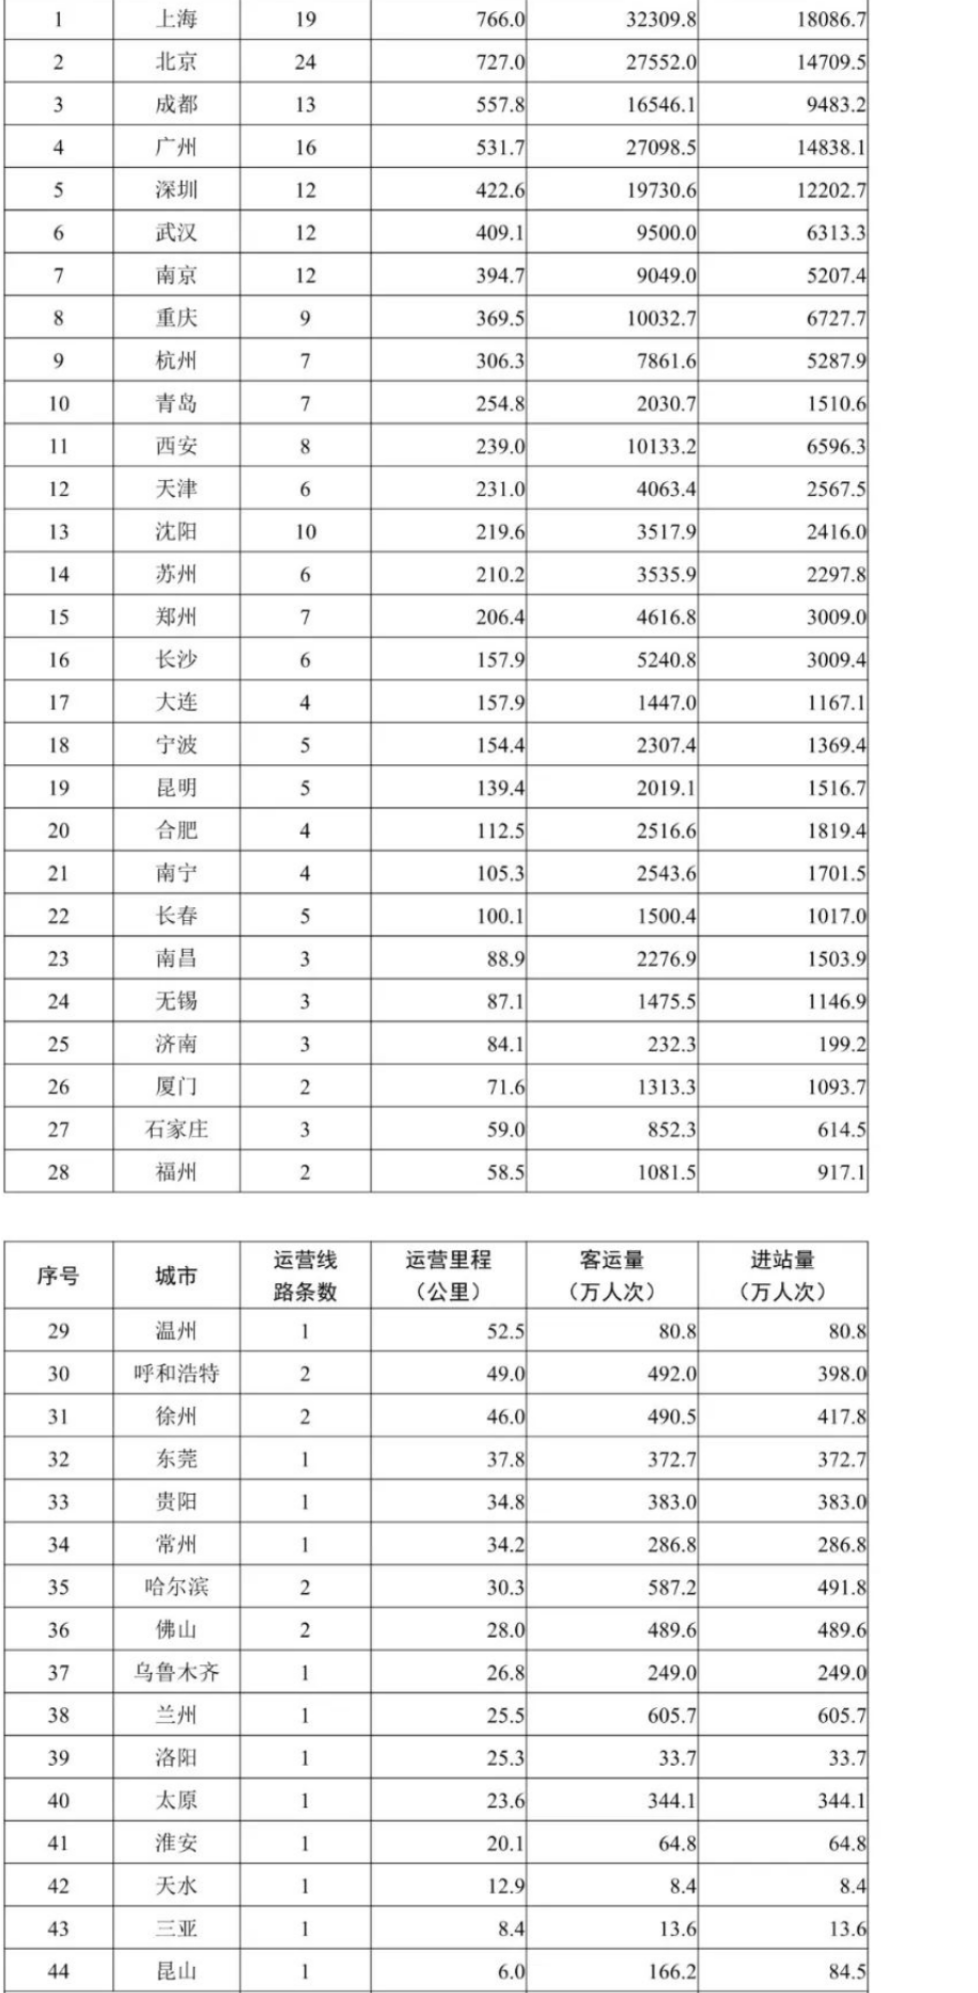 1 上海 19 766.0 32309.8 18086.7
2 北京 24 727.0 27552.0 14709.5
3 成都 13 557.8 16546.1 9483.2
4 广州 16 531.7 27098.5 14838.1
5 深圳 12 422.6 19730.6 12202.7
6 武汉 12 409.1 9500.0 6313.3
7 南京 12 394.7 9049.0 5207.4
8 重庆 9 369.5 10032.7 6727.7
9 杭州 7 306.3 7861.6 5287.9
10 青岛 7 254.8 2030.7 1510.6
11 西安 8 239.0 10133.2 6596.3
12 天津 6 231.0 4063.4 2567.5
13 沈阳 10 219.6 3517.9 2416.0
14 苏州 6 210.2 3535.9 2297.8
15 郑州 7 206.4 4616.8 3009.0
16 长沙 6 157.9 5240.8 3009.4
17 大连 4 157.9 1447.0 1167.1
18 宁波 5 154.4 2307.4 1369.4
19 昆明 5 139.4 2019.1 1516.7
20 合肥 4 112.5 2516.6 1819.4
21 南宁 4 105.3 2543.6 1701.5
22 长春 5 100.1 1500.4 1017.0
23 南昌 3 88.9 2276.9 1503.9
24 无锡 3 87.1 1475.5 1146.9
25 济南 3 84.1 232.3 199.2
26 厦门 2 71.6 1313.3 1093.7
27 石家庄 3 59.0 852.3 614.5
28 福州 2 58.5 1081.5 917.1
序号 城市 运营线 运营里程 客运量 进站量
路条数 （公里） （万人次） （万人次）
29 温州 1 52.5 80.8 80.8
30 呼和浩特 2 49.0 492.0 398.0
31 徐州 2 46.0 490.5 417.8
32 东莞 1 37.8 372.7 372.7
33 贵阳 1 34.8 383.0 383.0
34 常州 1 34.2 286.8 286.8
35 哈尔滨 2 30.3 587.2 491.8
36 佛山 2 28.0 489.6 489.6
37 乌鲁木齐 1 26.8 249.0 249.0
38 兰州 1 25.5 605.7 605.7
39 洛阳 1 25.3 33.7 33.7
40 太原 1 23.6 344.1 344.1
41 淮安 1 20.1 64.8 64.8
42 天水 1 12.9 8.4 8.4
43 三亚 1 8.4 13.6 13.6
44 昆山 1 6.0 166.2 84.5